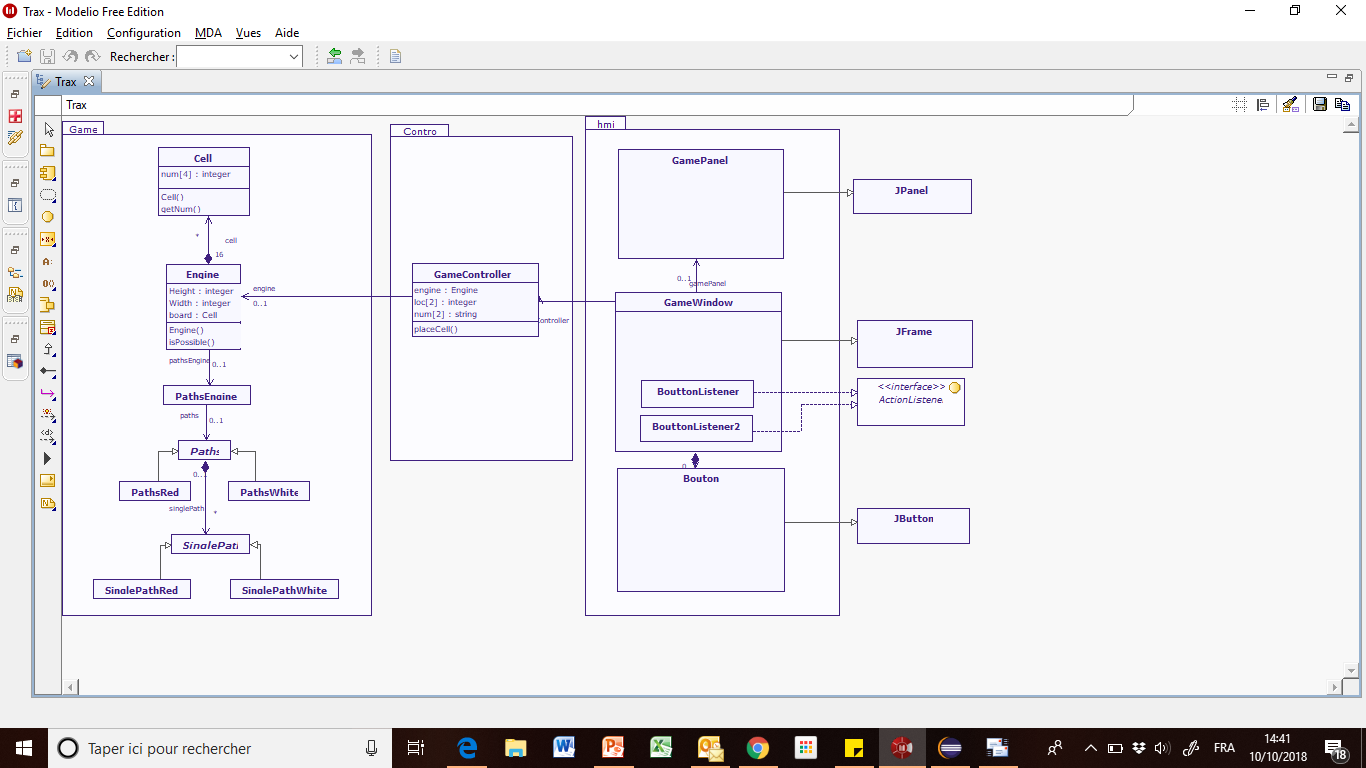 Trax - Modelio Free Edition
Fichier Edition Configuration MDA Vues Aide
Rechercher :
Trax
Trax
Game
Cell
num[4] : integer
Cell()
getNum()
*
cell
16
Engine
Height : integer
Width : integer
board : Cell
Engine()
isPossible()
engine
0..1
pathsEngine
0..1
PathsEngine
paths
0..1
Paths
0..
PathsRed
PathsWhite
singlePath
*
SinglePath
SinglePathRed
SinglePathWhite
Contro
GameController
engine : Engine
loc[2] : integer
num[2] : string
placeCell()
Controller
hmi
GamePanel
0..1
gamePanel
GameWindow
BouttonListener
BouttonListener2
0
Bouton
JPanel
JFrame
<<interface>>
ActionListene
JButton
Taper ici pour rechercher
FRA
14:41
10/10/2018
18